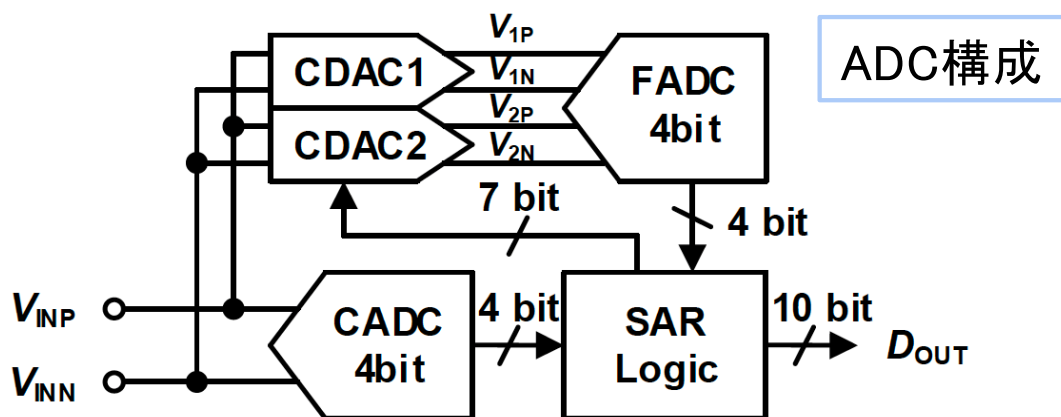 ADC構成
V1P
V1N
V2P
V2N
CDAC1
CDAC2
FADC
4bit
7 bit
4 bit
VINP
VINN
CADC
4bit
4 bit
SAR
Logic
10 bit
DOUT